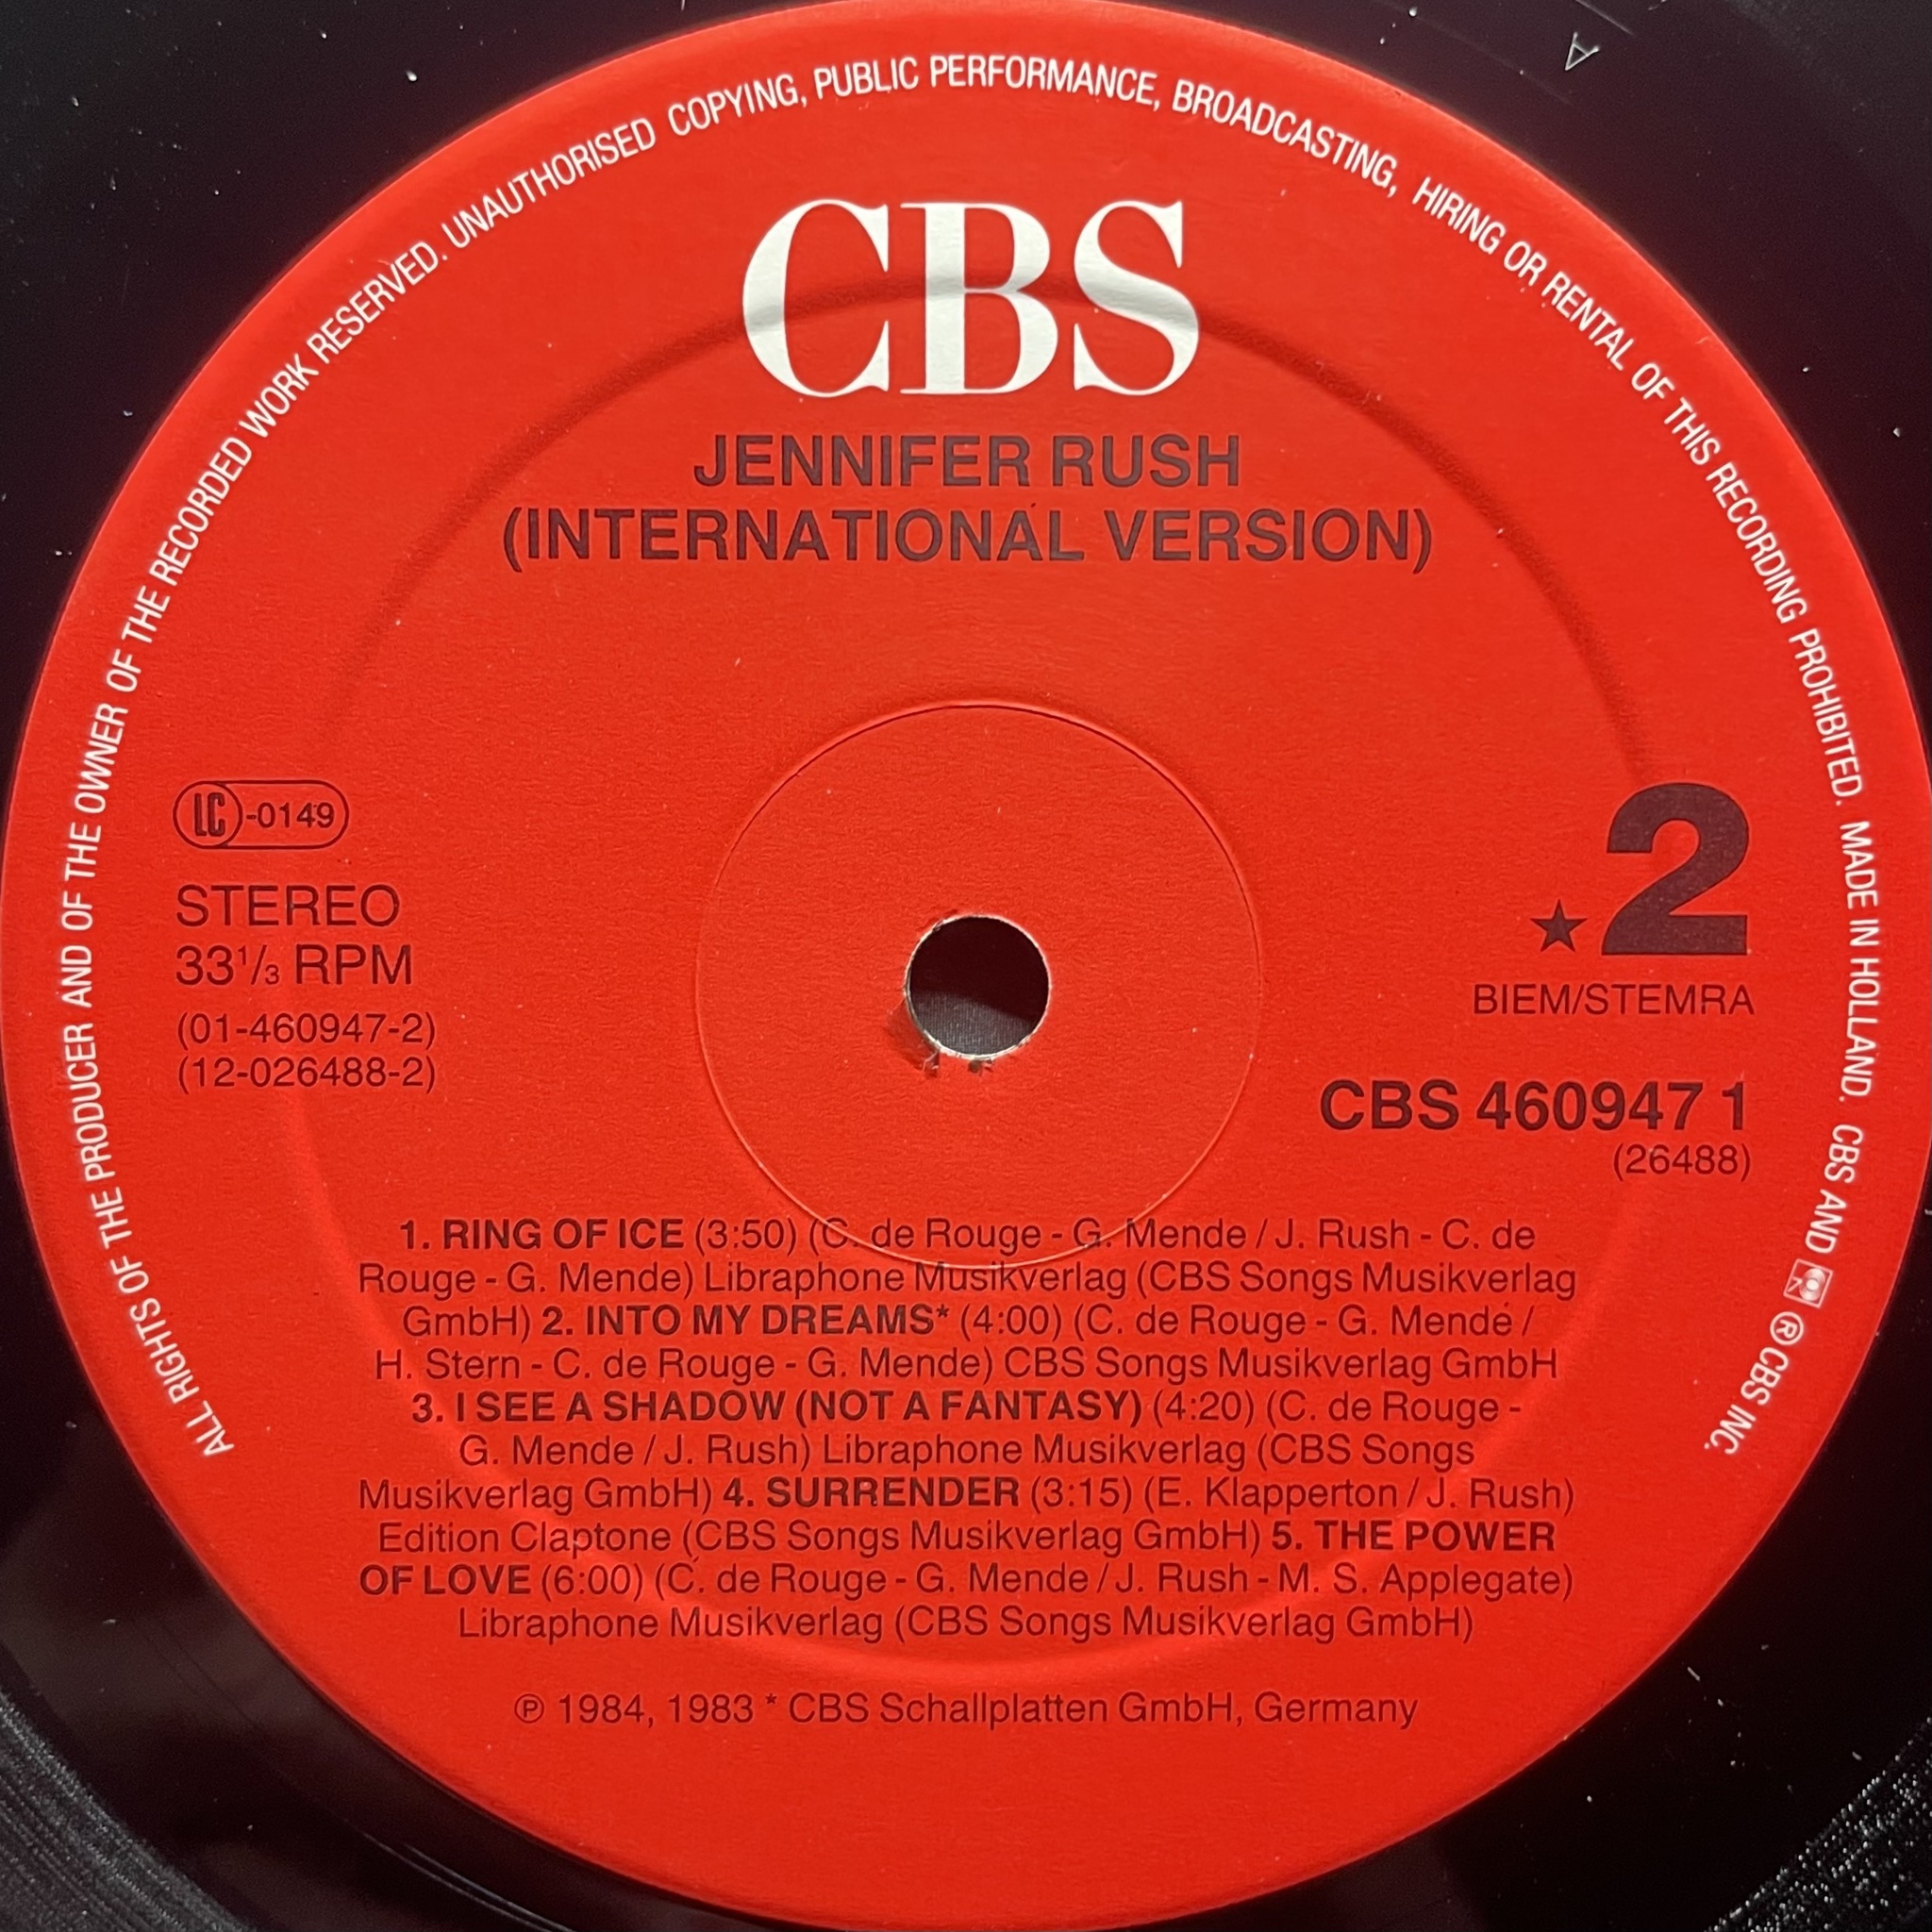 ALL RIGHTS OF THE PRODUCER AND OF THE OWNER OF THE RECORDED WORK RESERVED. UNAUTHORISED COPYING, PUBLIC PERFORMANCE, BROADCASTING, HIRING OR RENTAL OF THIS RECORDING PROHIBITED. MADE IN HOLLAND. CBS AND ® CBS INC.
A
CBS
JENNIFER RUSH
(INTERNATIONAL VERSION)
LC-0149
STEREO
33 1/3 RPM
(01-460947-2)
(12-026488-2)
★2
BIEM/STEMRA
CBS 460947 1
(26488)
1. RING OF ICE (3:50) (C. de Rouge - G. Mende / J. Rush - C. de
Rouge - G. Mende) Libraphone Musikverlag (CBS Songs Musikverlag
GmbH) 2. INTO MY DREAMS* (4:00) (C. de Rouge - G. Mende /
H. Stern - C. de Rouge - G. Mende) CBS Songs Musikverlag GmbH
3. I SEE A SHADOW (NOT A FANTASY) (4:20) (C. de Rouge -
G. Mende / J. Rush) Libraphone Musikverlag (CBS Songs
Musikverlag GmbH) 4. SURRENDER (3:15) (E. Klapperton / J. Rush)
Edition Claptone (CBS Songs Musikverlag GmbH) 5. THE POWER
OF LOVE (6:00) (C. de Rouge - G. Mende / J. Rush - M. S. Applegate)
Libraphone Musikverlag (CBS Songs Musikverlag GmbH)
℗ 1984, 1983 * CBS Schallplatten GmbH, Germany